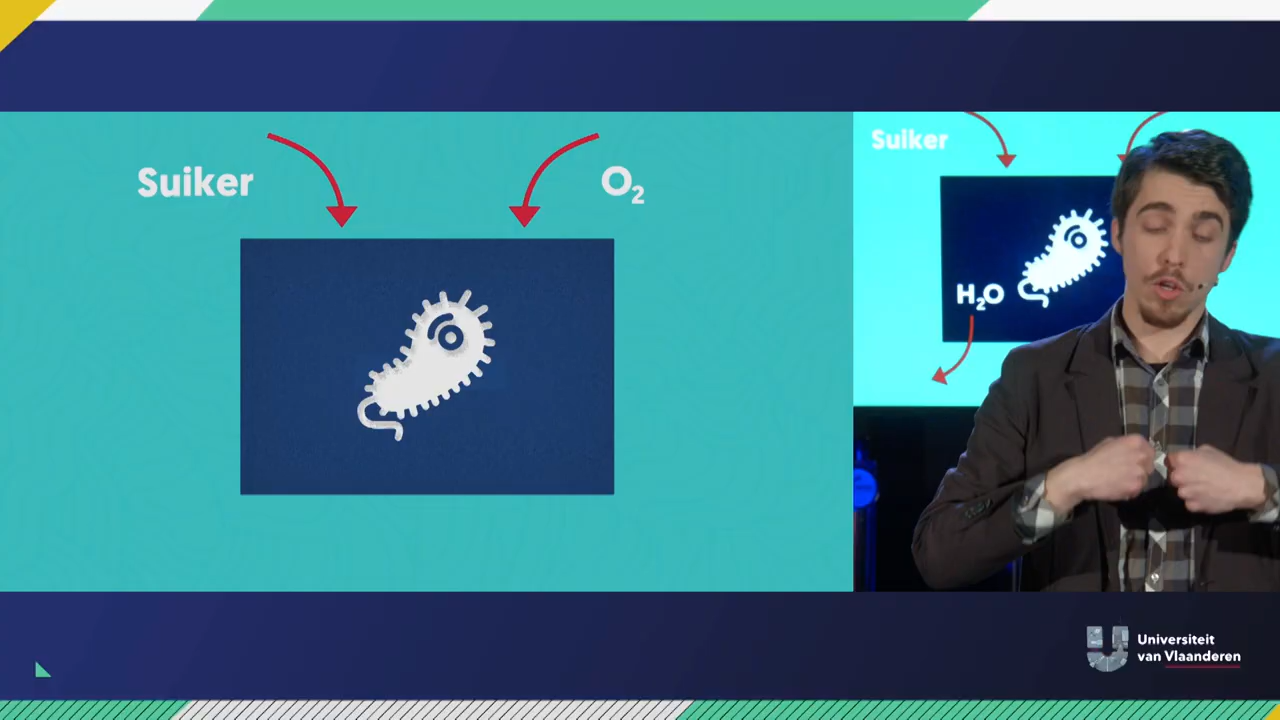 Suiker
O₂
Suiker
H₂O
Universiteit
van Vlaanderen